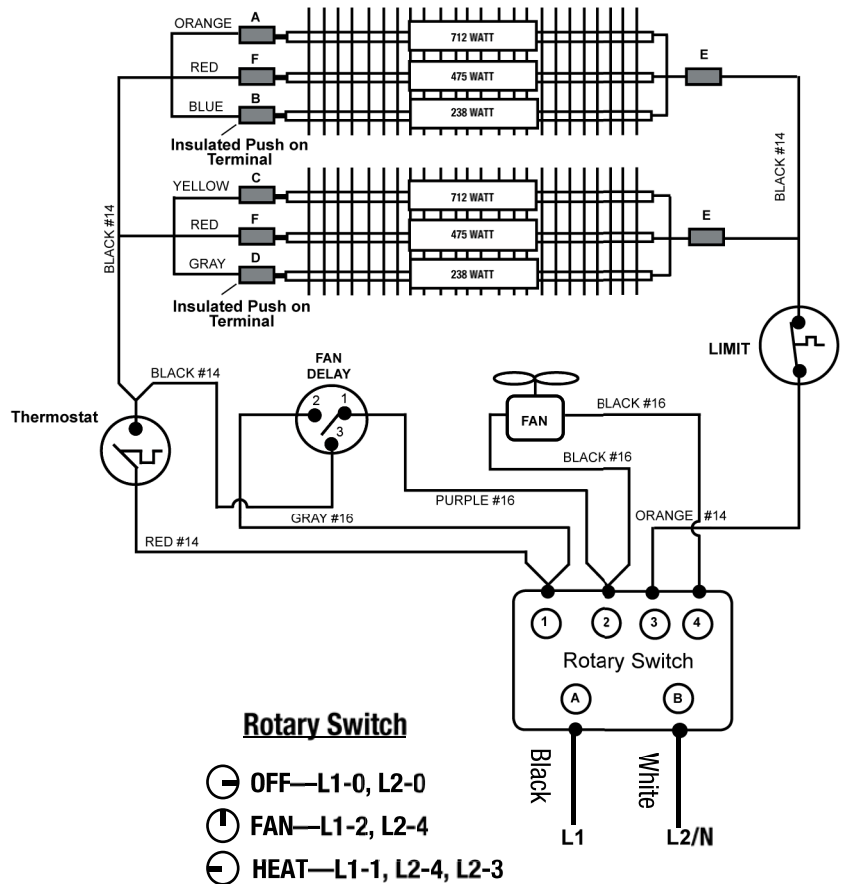 ORANGE A
712 WATT
RED F
475 WATT
E
BLUE B
238 WATT
Insulated Push on
Terminal
BLACK #14
YELLOW C
712 WATT
BLACK #14
RED F
475 WATT
E
GRAY D
238 WATT
Insulated Push on
Terminal
LIMIT
FAN
DELAY
BLACK #14
2 1
3
Thermostat
FAN
BLACK #16
BLACK #16
PURPLE #16
GRAY #16
ORANGE #14
RED #14
1 2 3 4
Rotary Switch
A B
Rotary Switch
Black
White
OFF—L1-0, L2-0
FAN—L1-2, L2-4
L1 L2/N
HEAT—L1-1, L2-4, L2-3